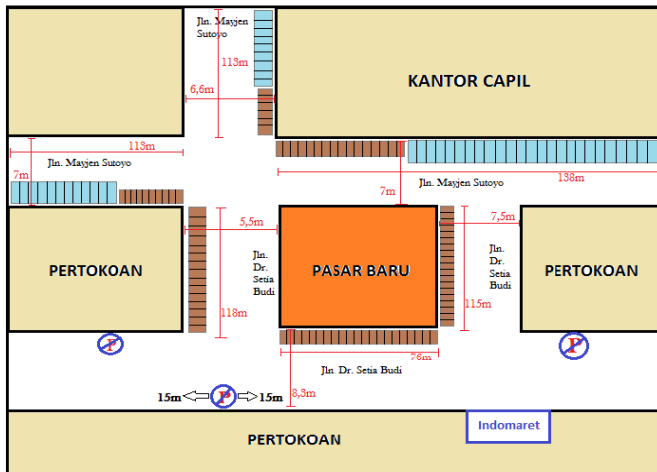 Jln. Mayjen
Sutoyo
113m
6,6m
KANTOR CAPIL
113m
Jln. Mayjen Sutoyo
7m
138m
Jln. Mayjen Sutoyo
7m
5,5m
7,5m
PERTOKOAN
Jln.
Dr.
Setia
Budi
PASAR BARU
Jln.
Dr.
Setia
Budi
PERTOKOAN
118m
115m
P
76m
P
Jln. Dr. Setia Budi
15m
P
15m
8,3m
Indomaret
PERTOKOAN